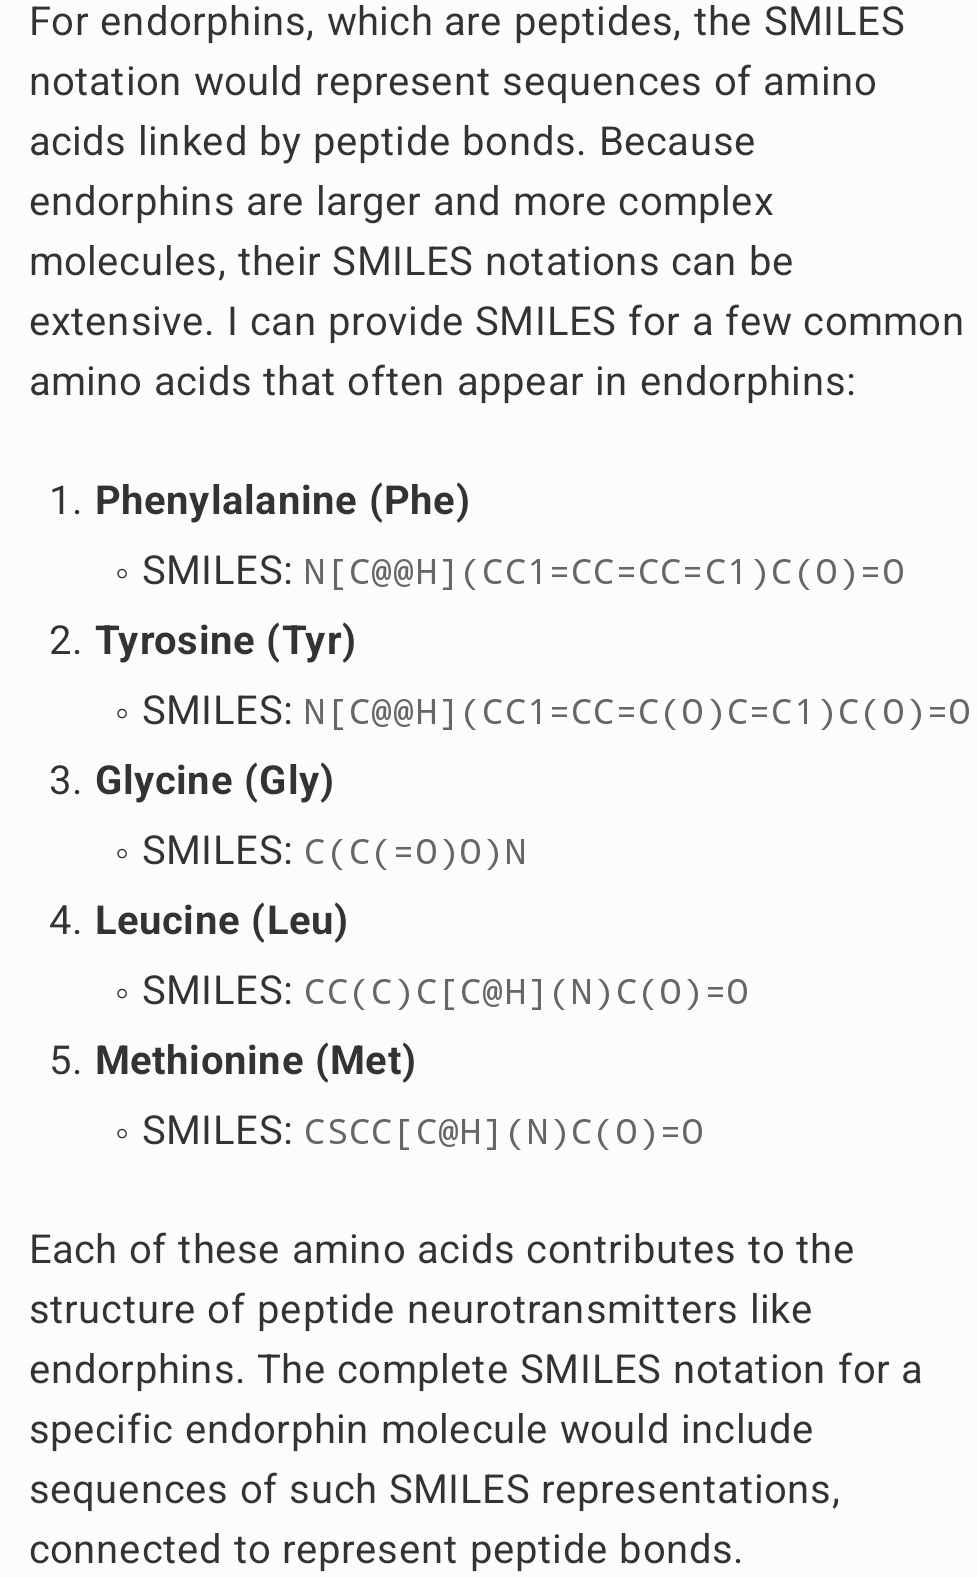 For endorphins, which are peptides, the SMILES
notation would represent sequences of amino
acids linked by peptide bonds. Because
endorphins are larger and more complex
molecules, their SMILES notations can be
extensive. I can provide SMILES for a few common
amino acids that often appear in endorphins:
1. Phenylalanine (Phe)
◦ SMILES: N[C@@H](CC1=CC=CC=C1)C(O)=O
2. Tyrosine (Tyr)
◦ SMILES: N[C@@H](CC1=CC=C(O)C=C1)C(O)=O
3. Glycine (Gly)
◦ SMILES: C(C(=O)O)N
4. Leucine (Leu)
◦ SMILES: CC(C)C[C@H](N)C(O)=O
5. Methionine (Met)
◦ SMILES: CSCC[C@H](N)C(O)=O
Each of these amino acids contributes to the
structure of peptide neurotransmitters like
endorphins. The complete SMILES notation for a
specific endorphin molecule would include
sequences of such SMILES representations,
connected to represent peptide bonds.